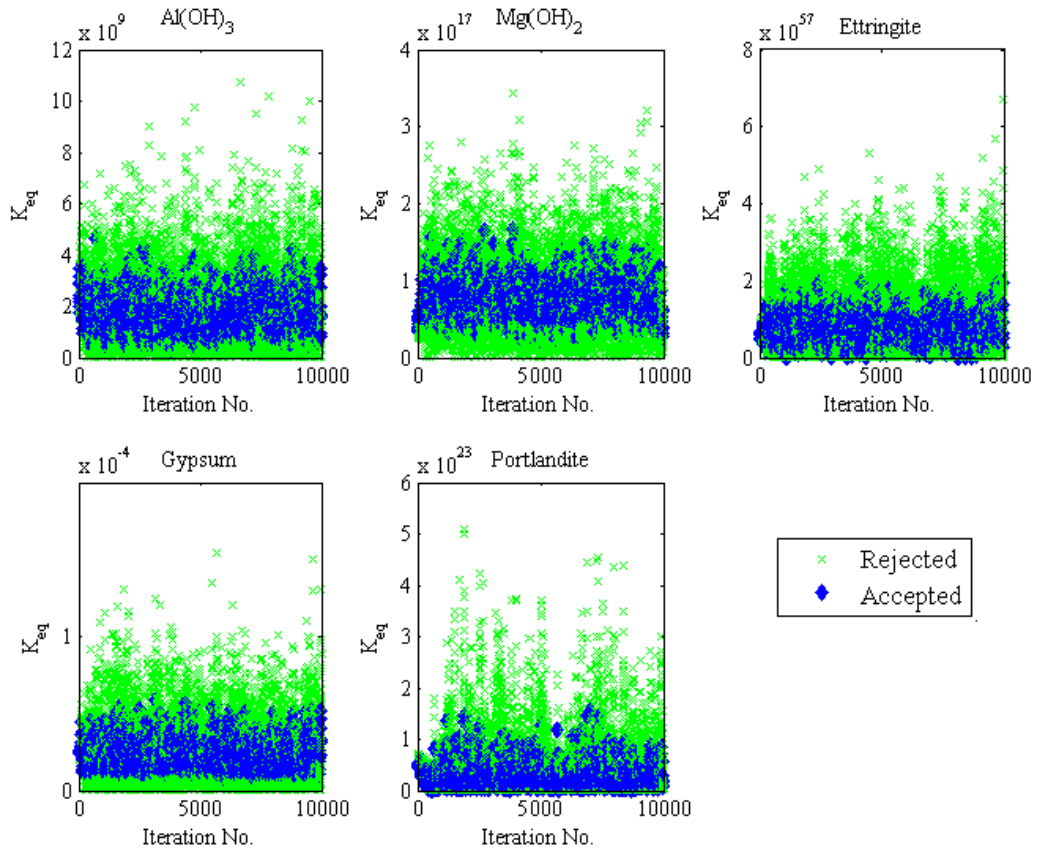 Al(OH)3
x 10^9
12
10
8
6
4
2
0
Keq
0 5000 10000
Iteration No.
Mg(OH)2
x 10^17
4
3
2
1
0
Keq
0 5000 10000
Iteration No.
Ettringite
x 10^57
8
6
4
2
0
Keq
0 5000 10000
Iteration No.
Gypsum
x 10^-4
1
0
Keq
0 5000 10000
Iteration No.
Portlandite
x 10^23
6
5
4
3
2
1
0
Keq
0 5000 10000
Iteration No.
Rejected
Accepted